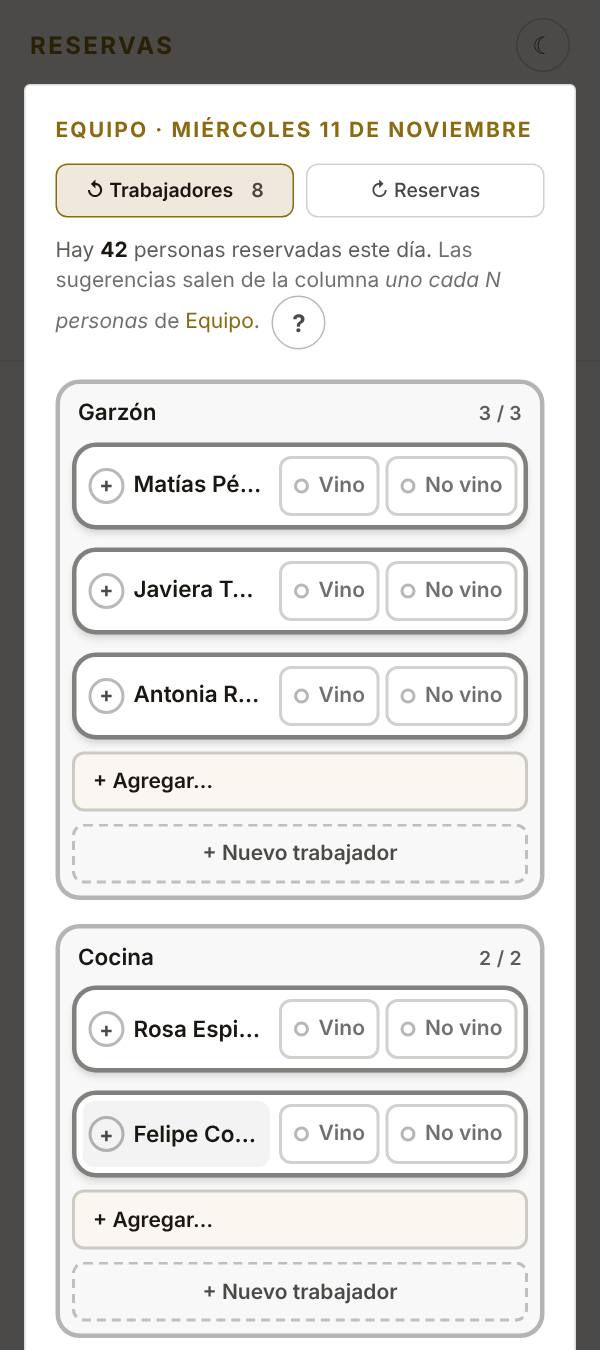 RESERVAS
EQUIPO · MIÉRCOLES 11 DE NOVIEMBRE
Trabajadores 8
Reservas
Hay 42 personas reservadas este día. Las
sugerencias salen de la columna uno cada N
personas de Equipo. ?
Garzón 3 / 3
+ Matías Pé... Vino No vino
+ Javiera T... Vino No vino
+ Antonia R... Vino No vino
+ Agregar...
+ Nuevo trabajador
Cocina 2 / 2
+ Rosa Espi... Vino No vino
+ Felipe Co... Vino No vino
+ Agregar...
+ Nuevo trabajador